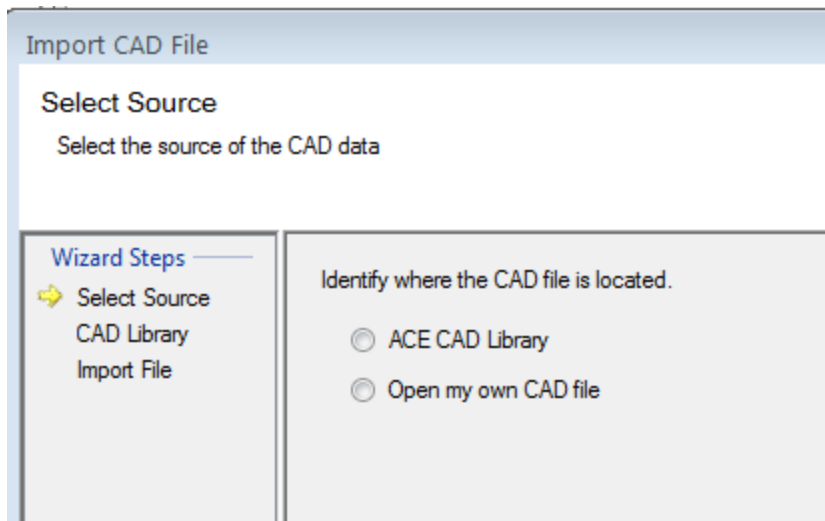 Import CAD File
Select Source
Select the source of the CAD data
Wizard Steps
Select Source
CAD Library
Import File
Identify where the CAD file is located.
ACE CAD Library
Open my own CAD file